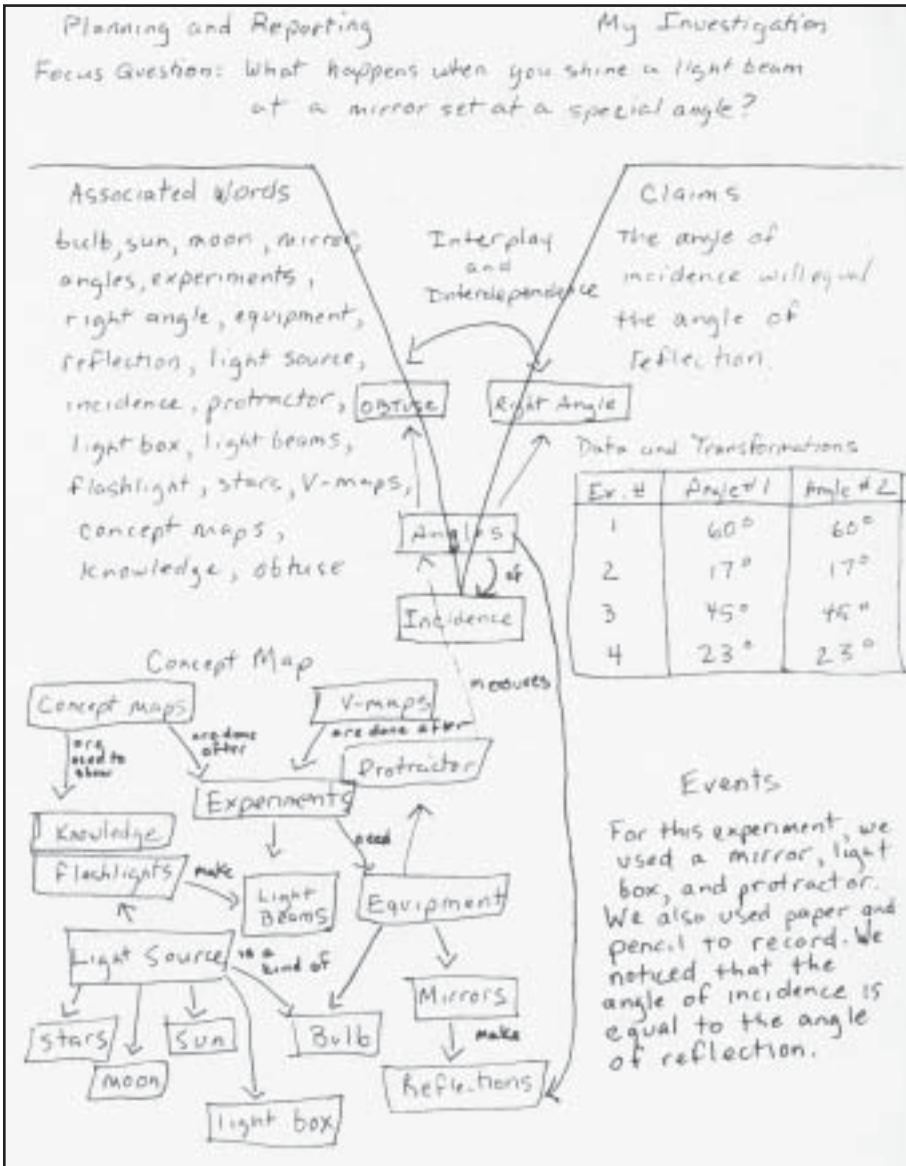 Planning and Reporting
My Investigation
Focus Question: What happens when you shine a light beam
at a mirror set at a special angle?
Associated Words
bulb, sun, moon, mirror,
angles, experiments,
right angle, equipment,
reflection, light source,
incidence, protractor,
light box, light beams,
flashlight, stars, V-maps,
concept maps,
knowledge, obtuse
Interplay
and
Interdependence
OBTUSE
Right Angle
Angles
of
Incidence
Claims
The angle of
incidence will equal
the angle of
reflection.
Data and Transformations
Ex. # Angle #1 Angle #2
1 60° 60°
2 17° 17°
3 45° 45°
4 23° 23°
Concept Map
Concept maps
V-maps
measures
are used to show
are done after
are done after
Protractor
Experiments
Knowledge
need
Flashlights
make
Light
Beams
Equipment
Light Source
is a
kind of
Mirrors
Stars
Sun
Bulb
make
moon
Reflections
light box
Events
For this experiment, we
used a mirror, light
box, and protractor.
We also used paper and
pencil to record. We
noticed that the
angle of incidence is
equal to the angle
of reflection.